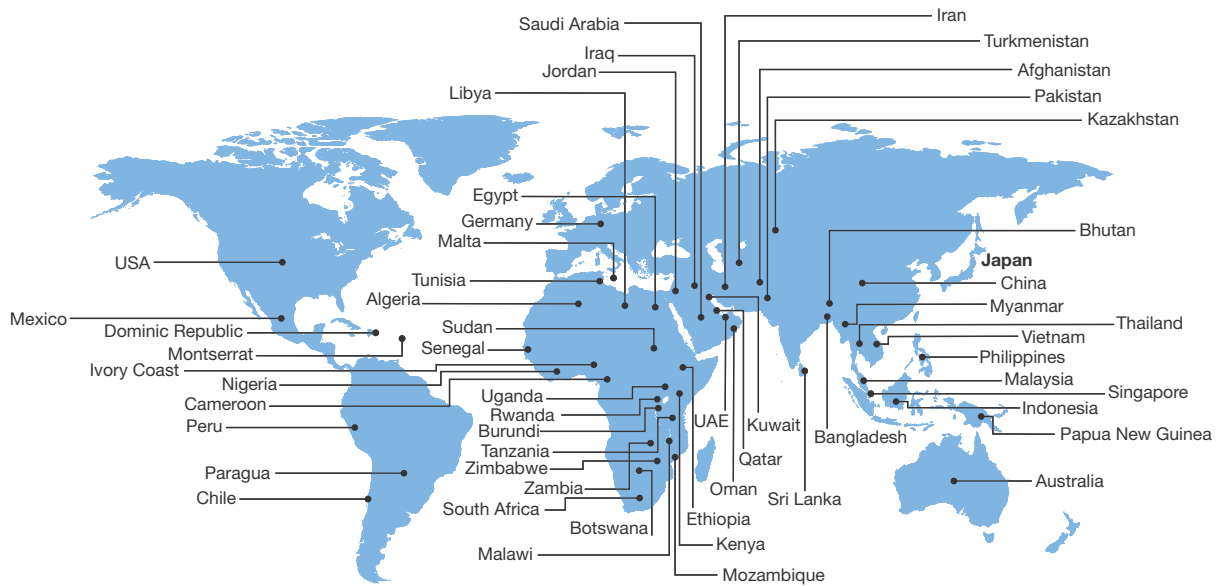 Iran
Saudi Arabia
Turkmenistan
Iraq
Jordan
Afghanistan
Libya
Pakistan
Kazakhstan
Egypt
Germany
Bhutan
Malta
USA
Japan
Tunisia
China
Algeria
Myanmar
Mexico
Thailand
Dominic Republic
Sudan
Vietnam
Montserrat
Senegal
Philippines
Ivory Coast
Nigeria
Malaysia
Uganda
Singapore
Cameroon
Rwanda
UAE
Kuwait
Indonesia
Peru
Burundi
Bangladesh
Papua New Guinea
Tanzania
Qatar
Paragua
Zimbabwe
Australia
Zambia
Oman
Sri Lanka
Chile
South Africa
Ethiopia
Botswana
Kenya
Malawi
Mozambique